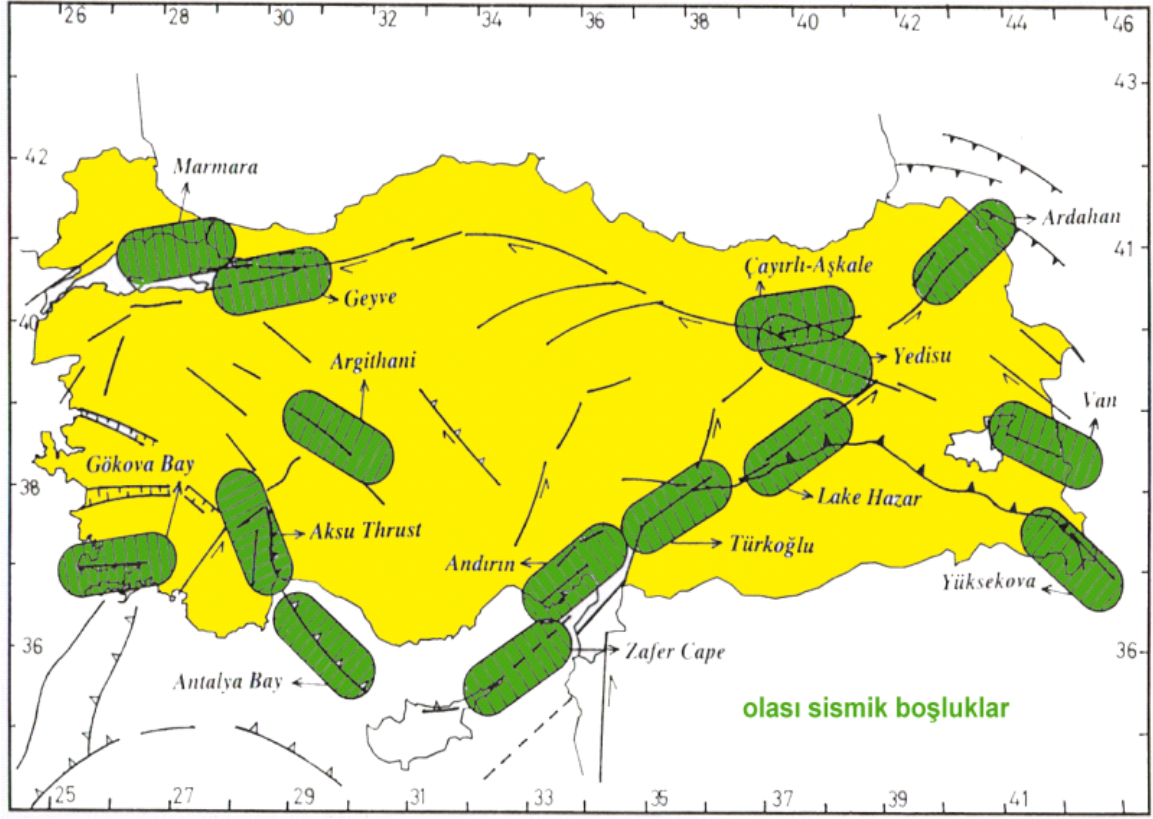 26 28 30 32 34 36 38 40 42 44 46
43
42
Marmara
Ardahan
41
Çayırlı-Aşkale
Geyve
40
Yedisu
Argithani
Van
Gökova Bay
38
Lake Hazar
Aksu Thrust
Türkoğlu
Andırın
Yüksekova
36
Zafer Cape
36
Antalya Bay
olası sismik boşluklar
25 27 29 31 33 35 37 39 41